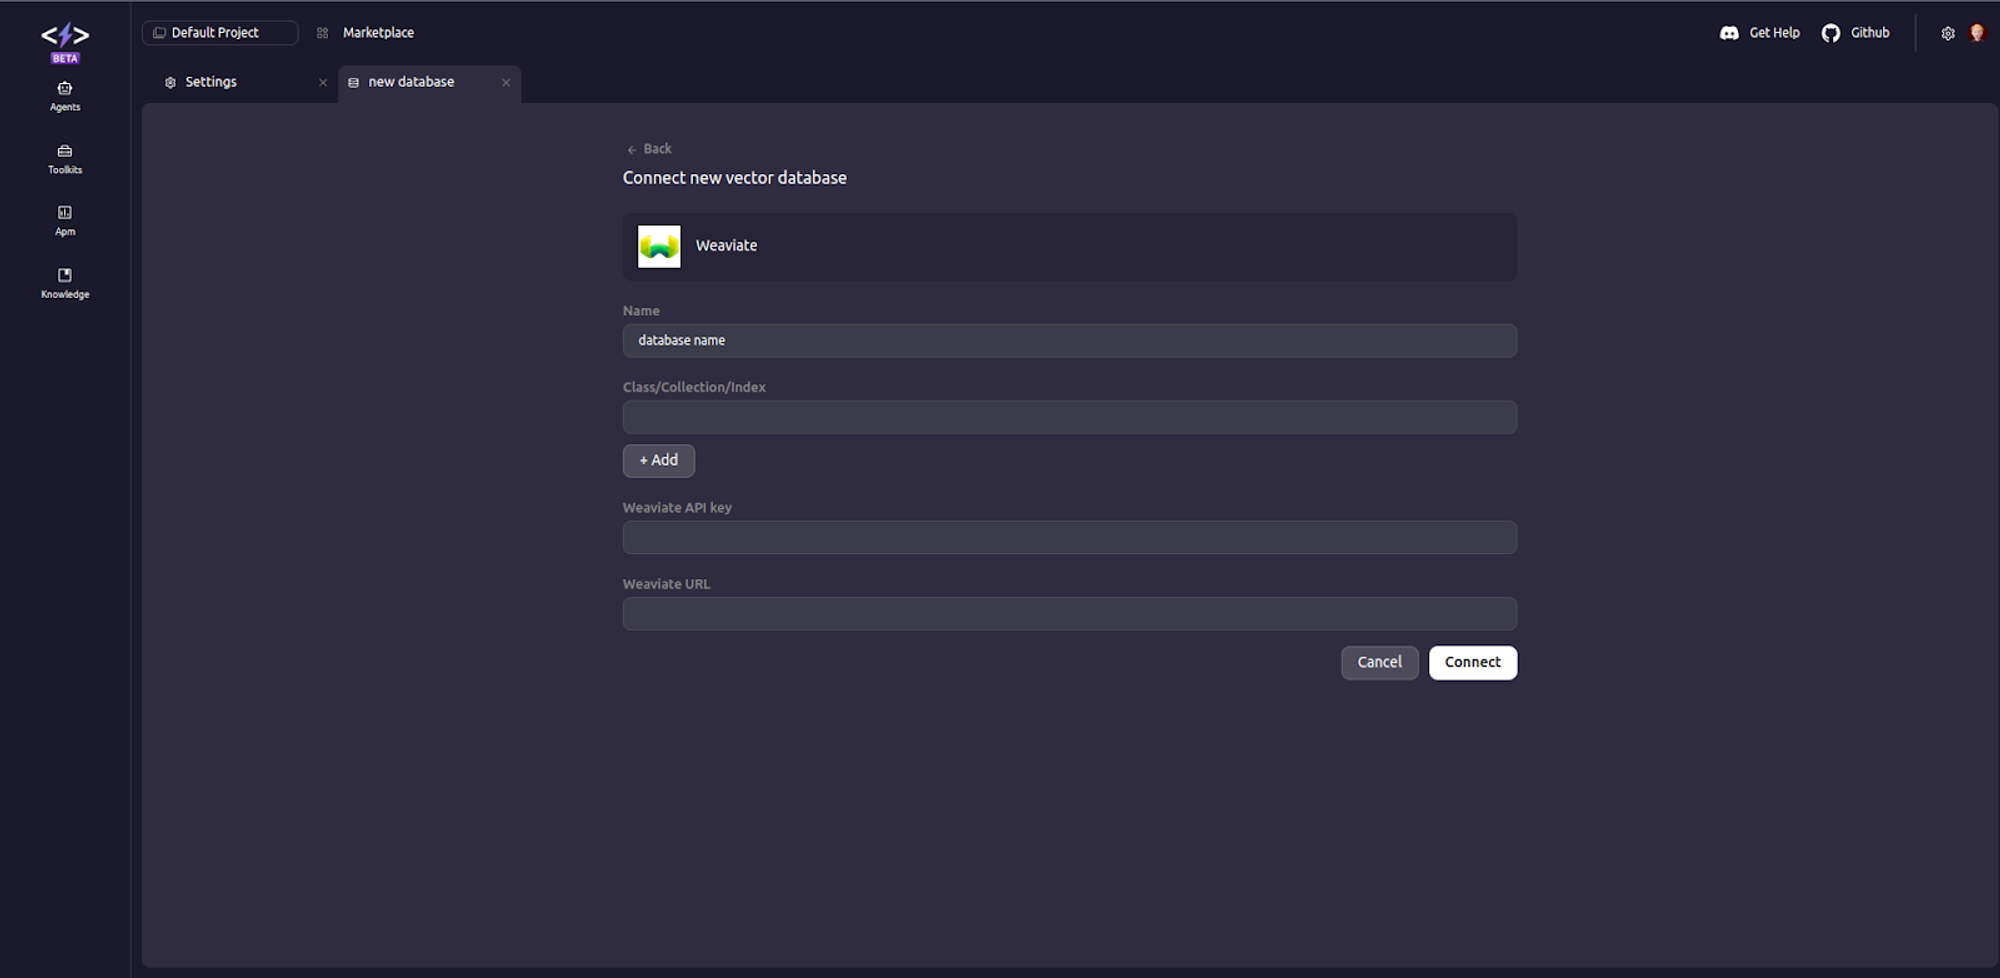 BETA
Default Project
Marketplace
Get Help
Github
Settings
new database
Agents
Toolkits
Apm
Knowledge
Back
Connect new vector database
Weaviate
Name
database name
Class/Collection/Index
+ Add
Weaviate API key
Weaviate URL
Cancel
Connect